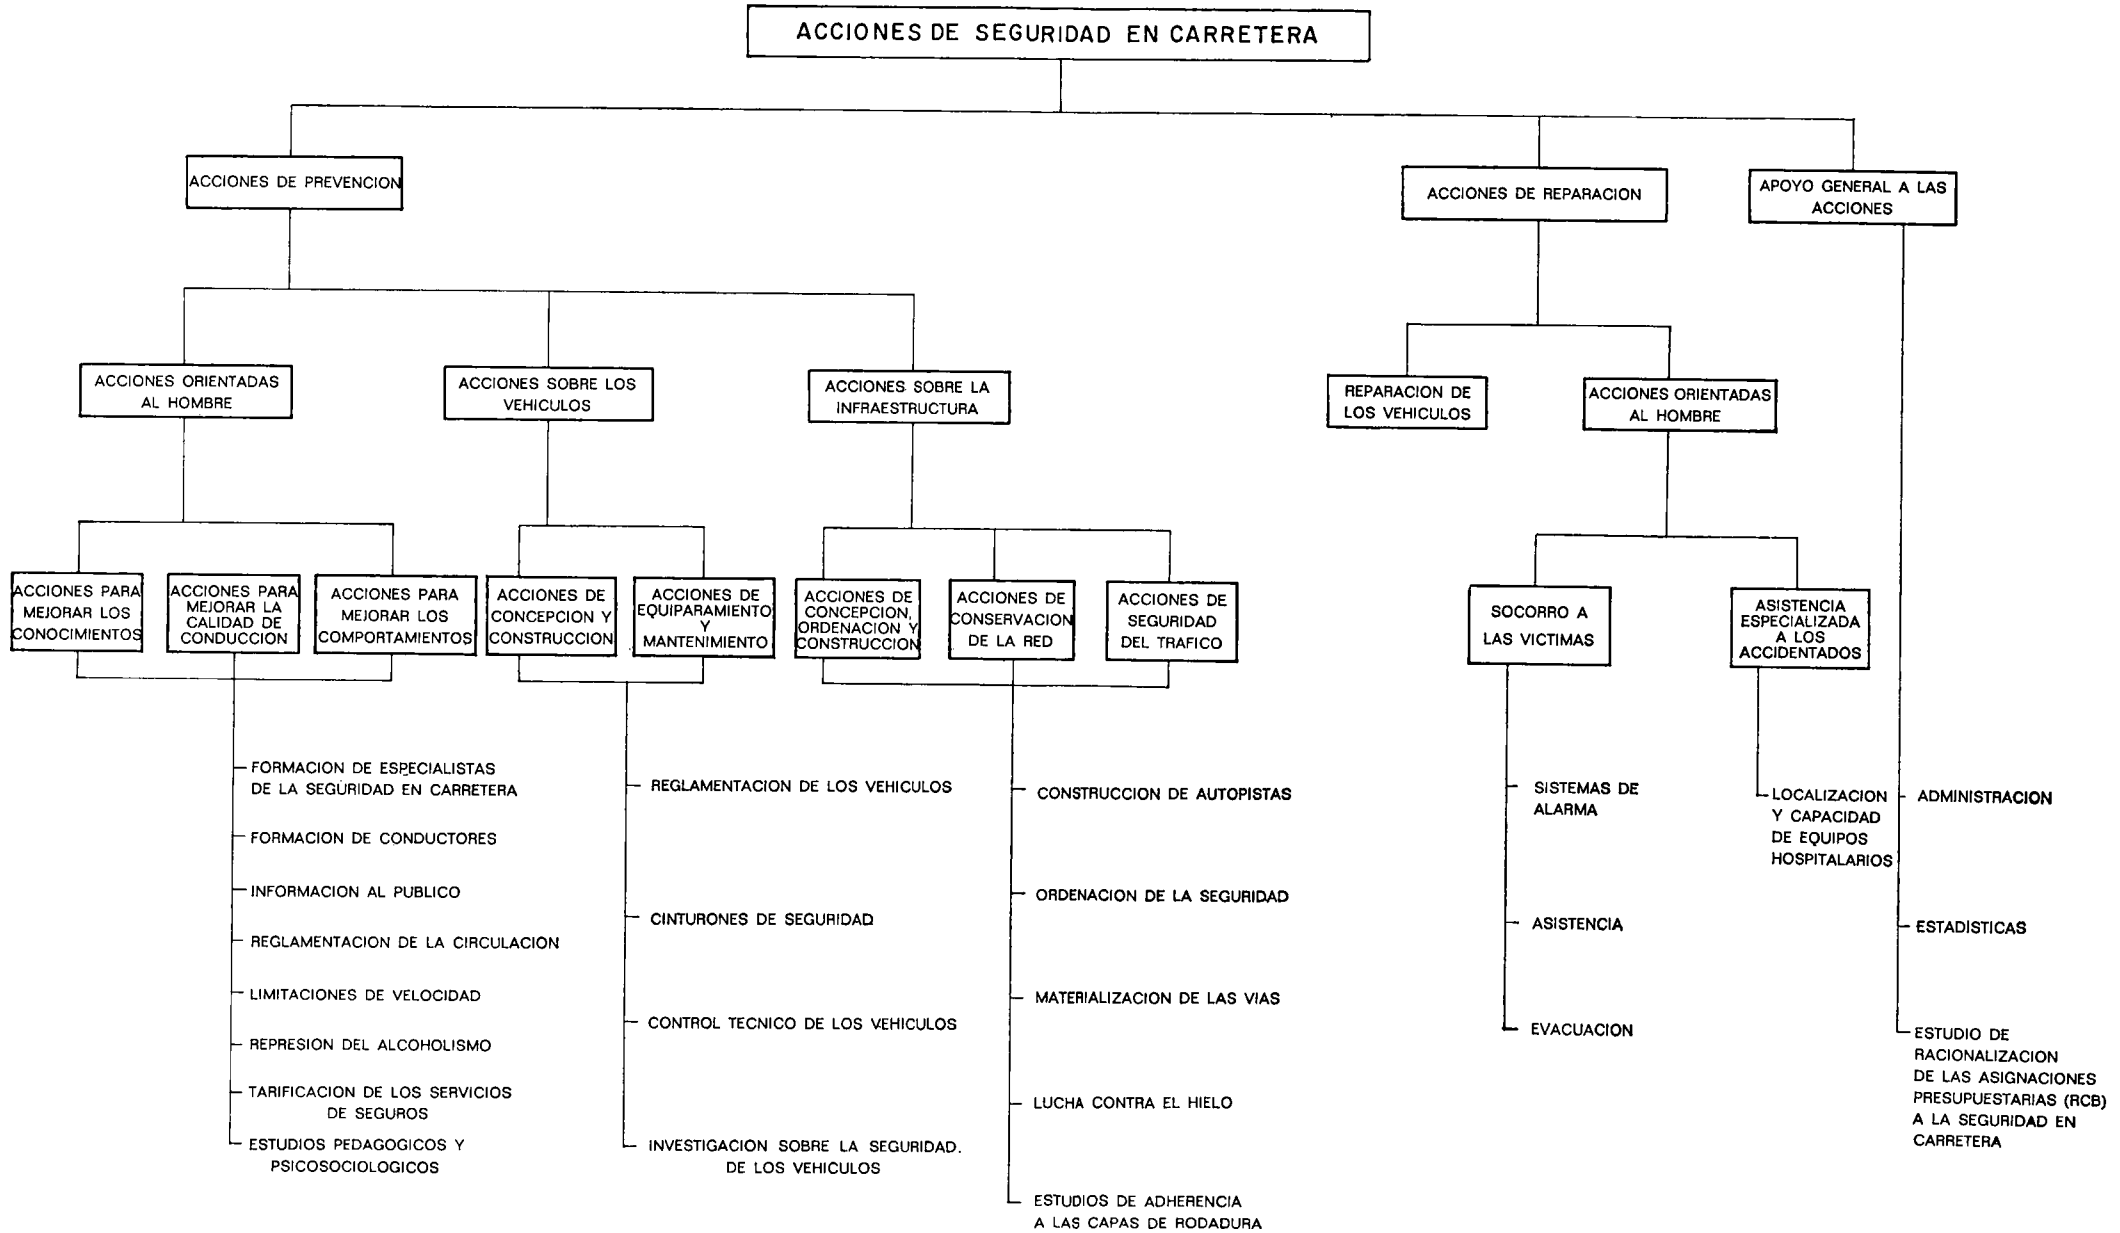 ACCIONES DE SEGURIDAD EN CARRETERA
ACCIONES DE PREVENCION
ACCIONES DE REPARACION
APOYO GENERAL A LAS
ACCIONES
ACCIONES ORIENTADAS
AL HOMBRE
ACCIONES SOBRE LOS
VEHICULOS
ACCIONES SOBRE LA
INFRAESTRUCTURA
REPARACION DE
LOS VEHICULOS
ACCIONES ORIENTADAS
AL HOMBRE
ACCIONES PARA
MEJORAR LOS
CONOCIMIENTOS
ACCIONES PARA
MEJORAR LA
CALIDAD DE
CONDUCCION
ACCIONES PARA
MEJORAR LOS
COMPORTAMIENTOS
ACCIONES DE
CONCEPCION Y
CONSTRUCCION
ACCIONES DE
EQUIPARAMIENTO
Y
MANTENIMIENTO
ACCIONES DE
CONCEPCION,
ORDENACION Y
CONSTRUCCION
ACCIONES DE
CONSERVACION
DE LA RED
ACCIONES DE
SEGURIDAD
DEL TRAFICO
SOCORRO A
LAS VICTIMAS
ASISTENCIA
ESPECIALIZADA
A LOS
ACCIDENTADOS
FORMACION DE ESPECIALISTAS
DE LA SEGURIDAD EN CARRETERA
FORMACION DE CONDUCTORES
INFORMACION AL PUBLICO
REGLAMENTACION DE LA CIRCULACION
LIMITACIONES DE VELOCIDAD
REPRESION DEL ALCOHOLISMO
TARIFICACION DE LOS SERVICIOS
DE SEGUROS
ESTUDIOS PEDAGOGICOS Y
PSICOSOCIOLOGICOS
REGLAMENTACION DE LOS VEHICULOS
CINTURONES DE SEGURIDAD
CONTROL TECNICO DE LOS VEHICULOS
INVESTIGACION SOBRE LA SEGURIDAD.
DE LOS VEHICULOS
CONSTRUCCION DE AUTOPISTAS
ORDENACION DE LA SEGURIDAD
MATERIALIZACION DE LAS VIAS
LUCHA CONTRA EL HIELO
ESTUDIOS DE ADHERENCIA
A LAS CAPAS DE RODADURA
SISTEMAS DE
ALARMA
ASISTENCIA
EVACUACION
LOCALIZACION
Y CAPACIDAD
DE EQUIPOS
HOSPITALARIOS
ADMINISTRACION
ESTADISTICAS
ESTUDIO DE
RACIONALIZACION
DE LAS ASIGNACIONES
PRESUPUESTARIAS (RCB)
A LA SEGURIDAD EN
CARRETERA